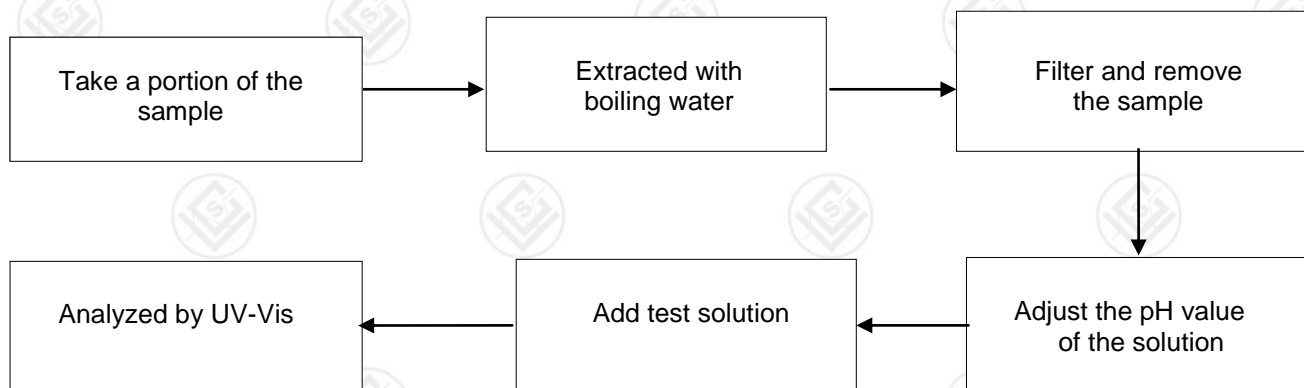 Take a portion of the
sample
Extracted with
boiling water
Filter and remove
the sample
Adjust the pH value
of the solution
Add test solution
Analyzed by UV-Vis